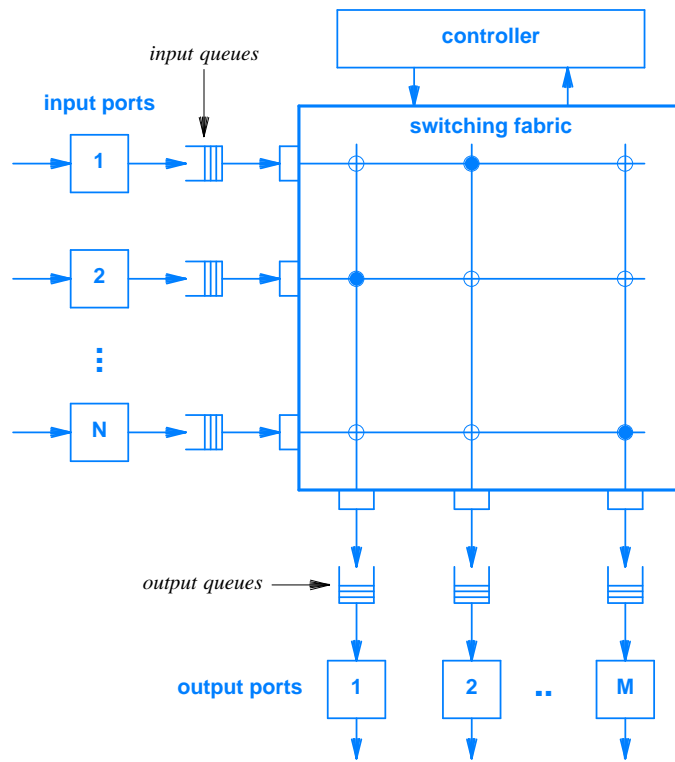 controller
input queues
input ports
switching fabric
1
2
N
output queues
output ports
1
2
M